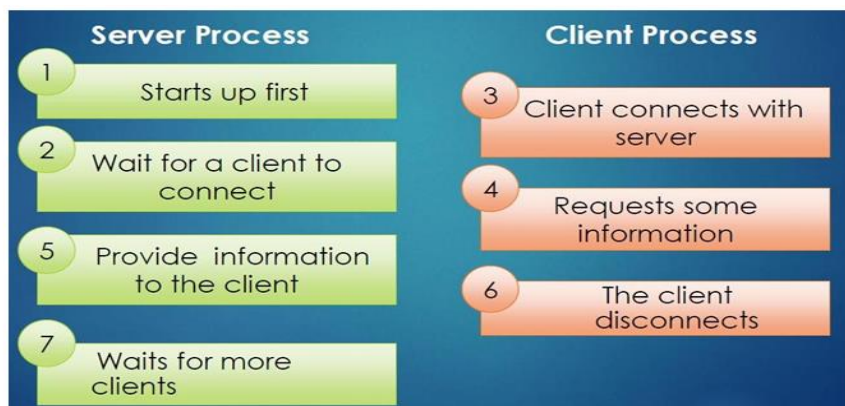 Server Process
1
Starts up first
2
Wait for a client to
connect
5
Provide information
to the client
7
Waits for more
clients
Client Process
3
Client connects with
server
4
Requests some
information
6
The client
disconnects